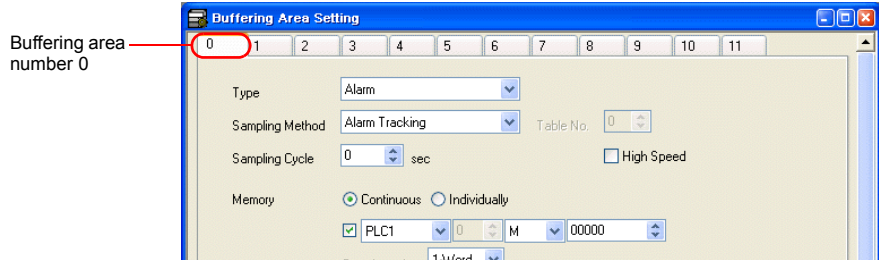 Buffering Area Setting
Buffering area
number 0
0 1 2 3 4 5 6 7 8 9 10 11
Type Alarm
Sampling Method Alarm Tracking Table No. 0
Sampling Cycle 0 sec High Speed
Memory Continuous Individually
PLC1 0 M 00000
1-Word